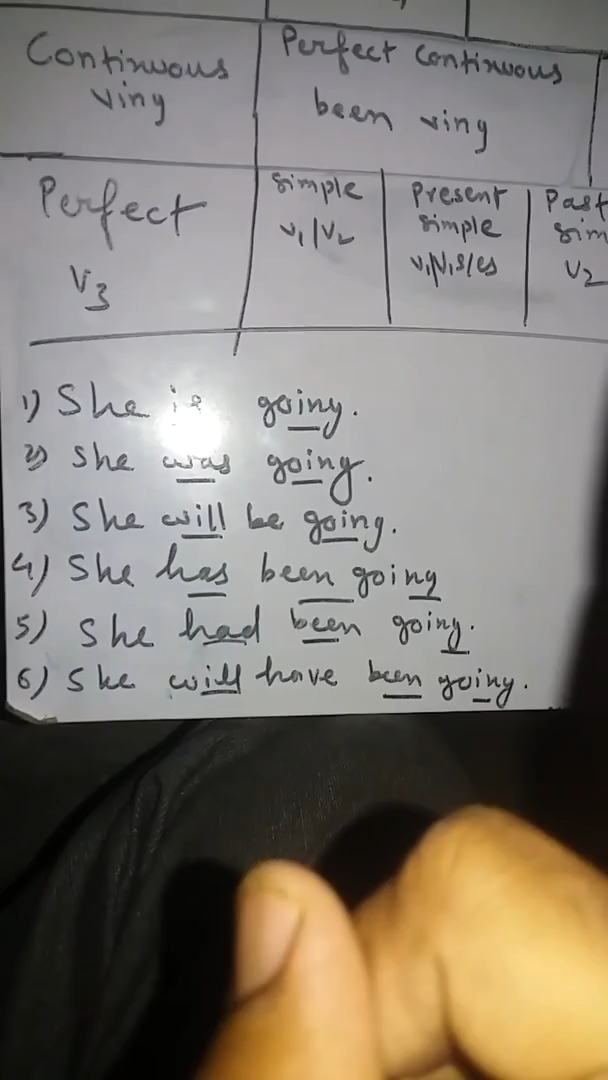 Continuous
ving
Perfect Continuous
been ving
Perfect
V3
Simple
V1/V2
Present
Simple
V1/V1s/es
Past
Sim
V2
1) She is going.
2) She was going.
3) She will be going.
4) She has been going
5) She had been going.
6) She will have been going.